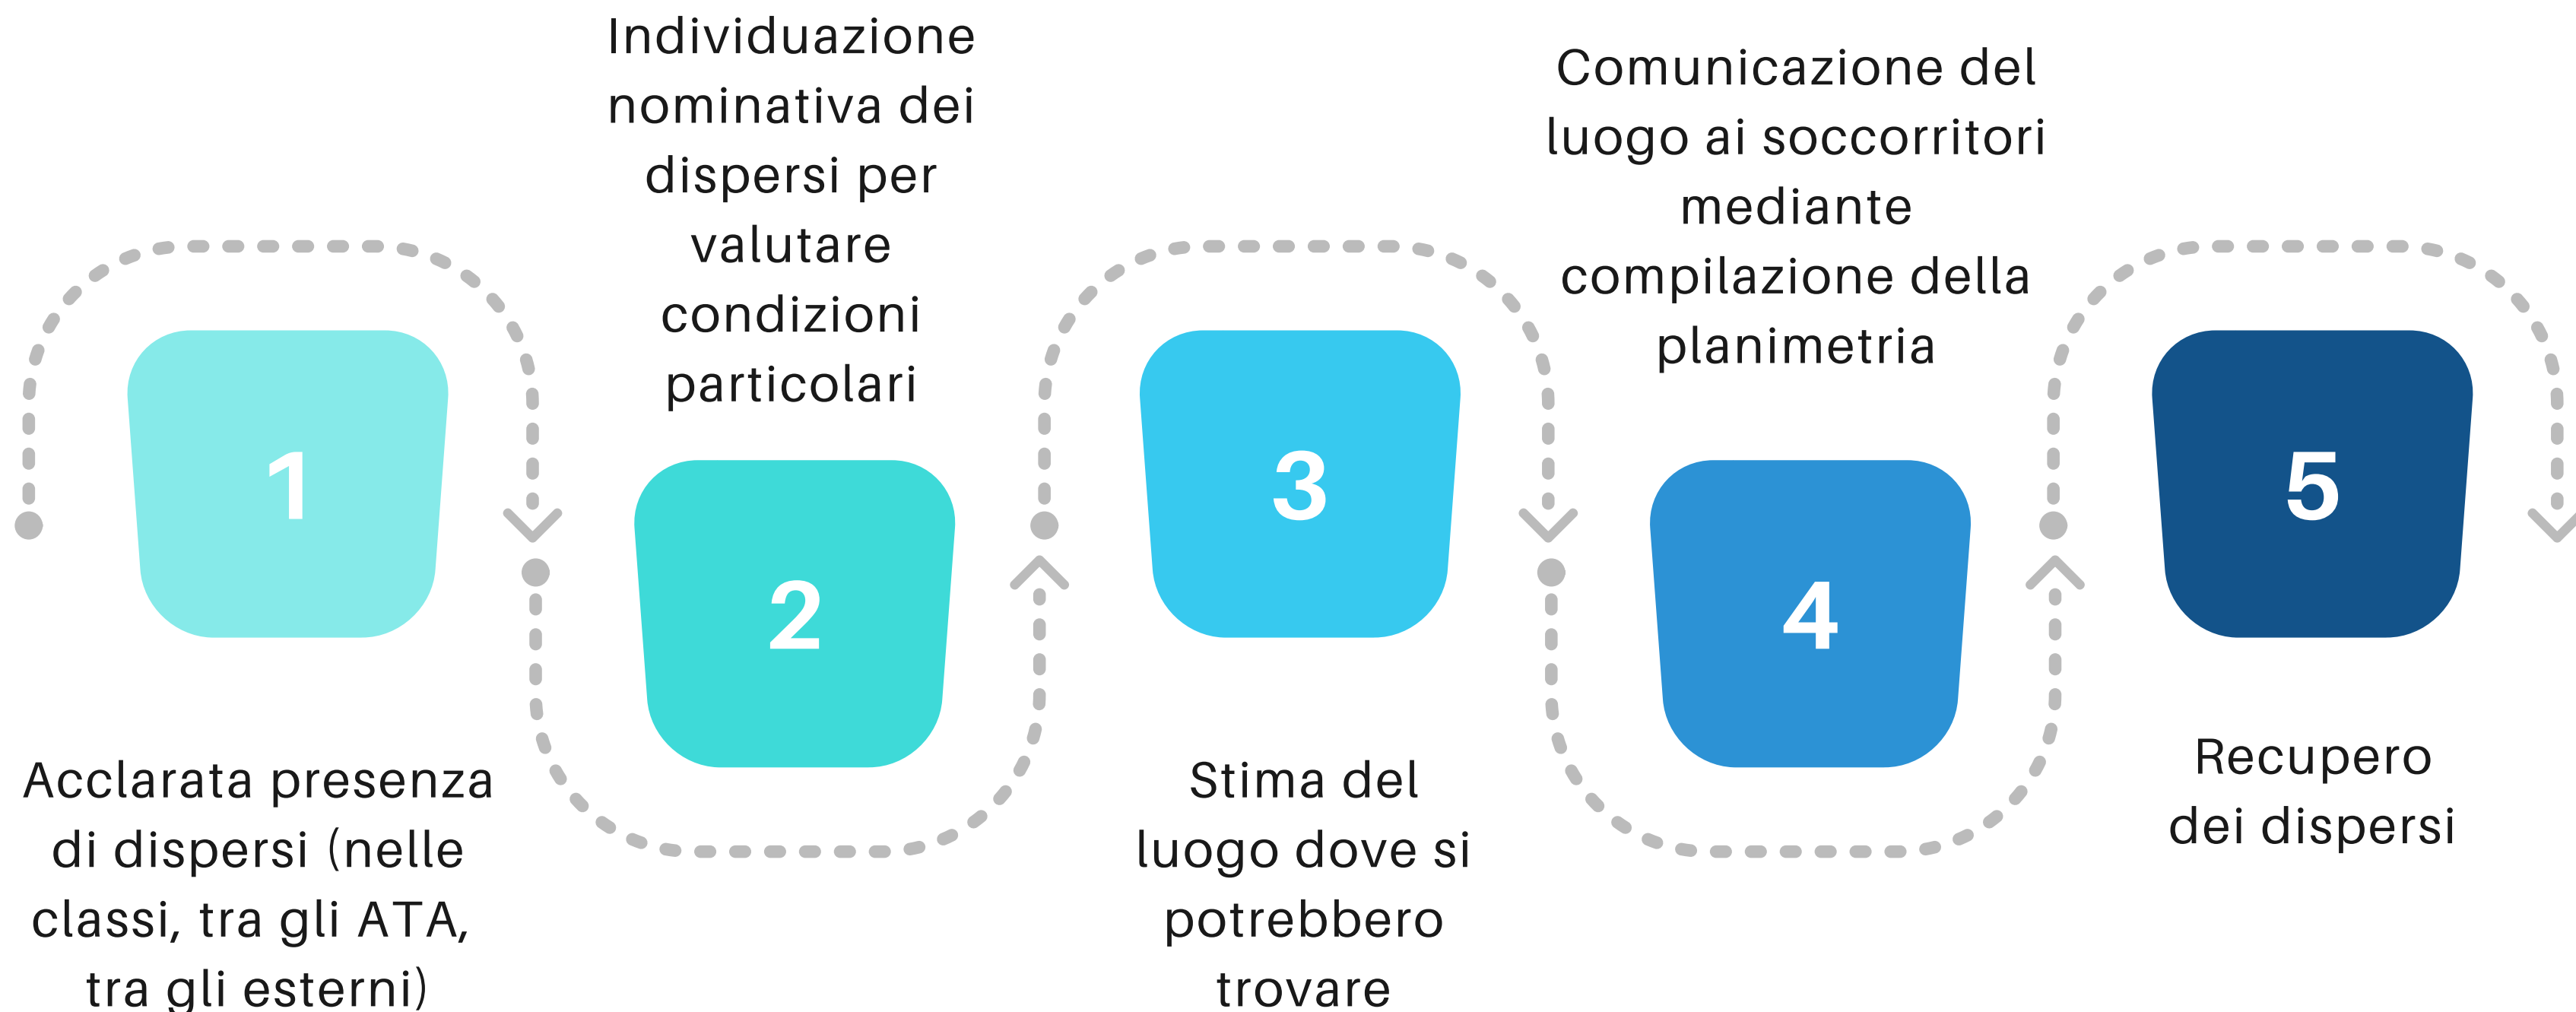 1
Acclarata presenza
di dispersi (nelle
classi, tra gli ATA,
tra gli esterni)
Individuazione
nominativa dei
dispersi per
valutare
condizioni
particolari
2
3
Stima del
luogo dove si
potrebbero
trovare
Comunicazione del
luogo ai soccorritori
mediante
compilazione della
planimetria
4
5
Recupero
dei dispersi